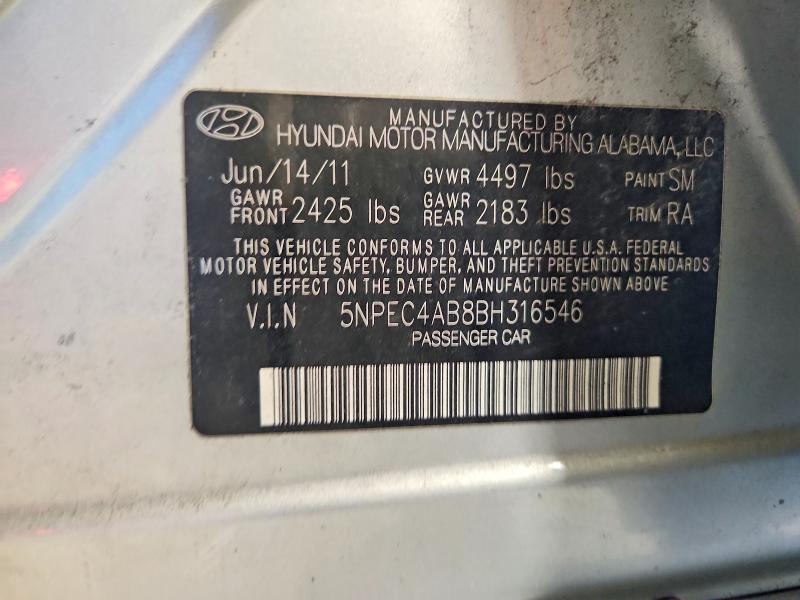 MANUFACTURED BY
HYUNDAI MOTOR MANUFACTURING ALABAMA, LLC
Jun/14/11 GVWR 4497 lbs PAINT SM
GAWR FRONT 2425 lbs GAWR REAR 2183 lbs TRIM RA
THIS VEHICLE CONFORMS TO ALL APPLICABLE U.S.A. FEDERAL
MOTOR VEHICLE SAFETY, BUMPER, AND THEFT PREVENTION STANDARDS
IN EFFECT ON THE DATE OF MANUFACTURE SHOWN ABOVE.
V.I.N 5NPEC4AB8BH316546
PASSENGER CAR